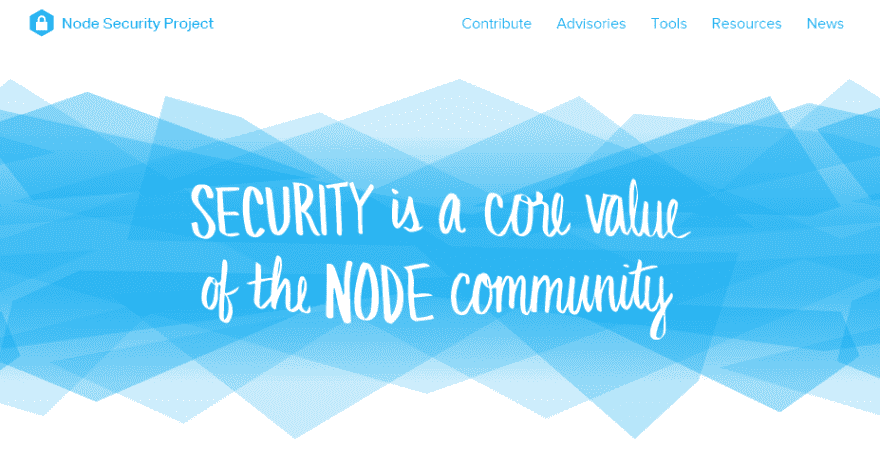 Node Security Project Contribute Advisories Tools Resources News
SECURITY is a core value
of the NODE community